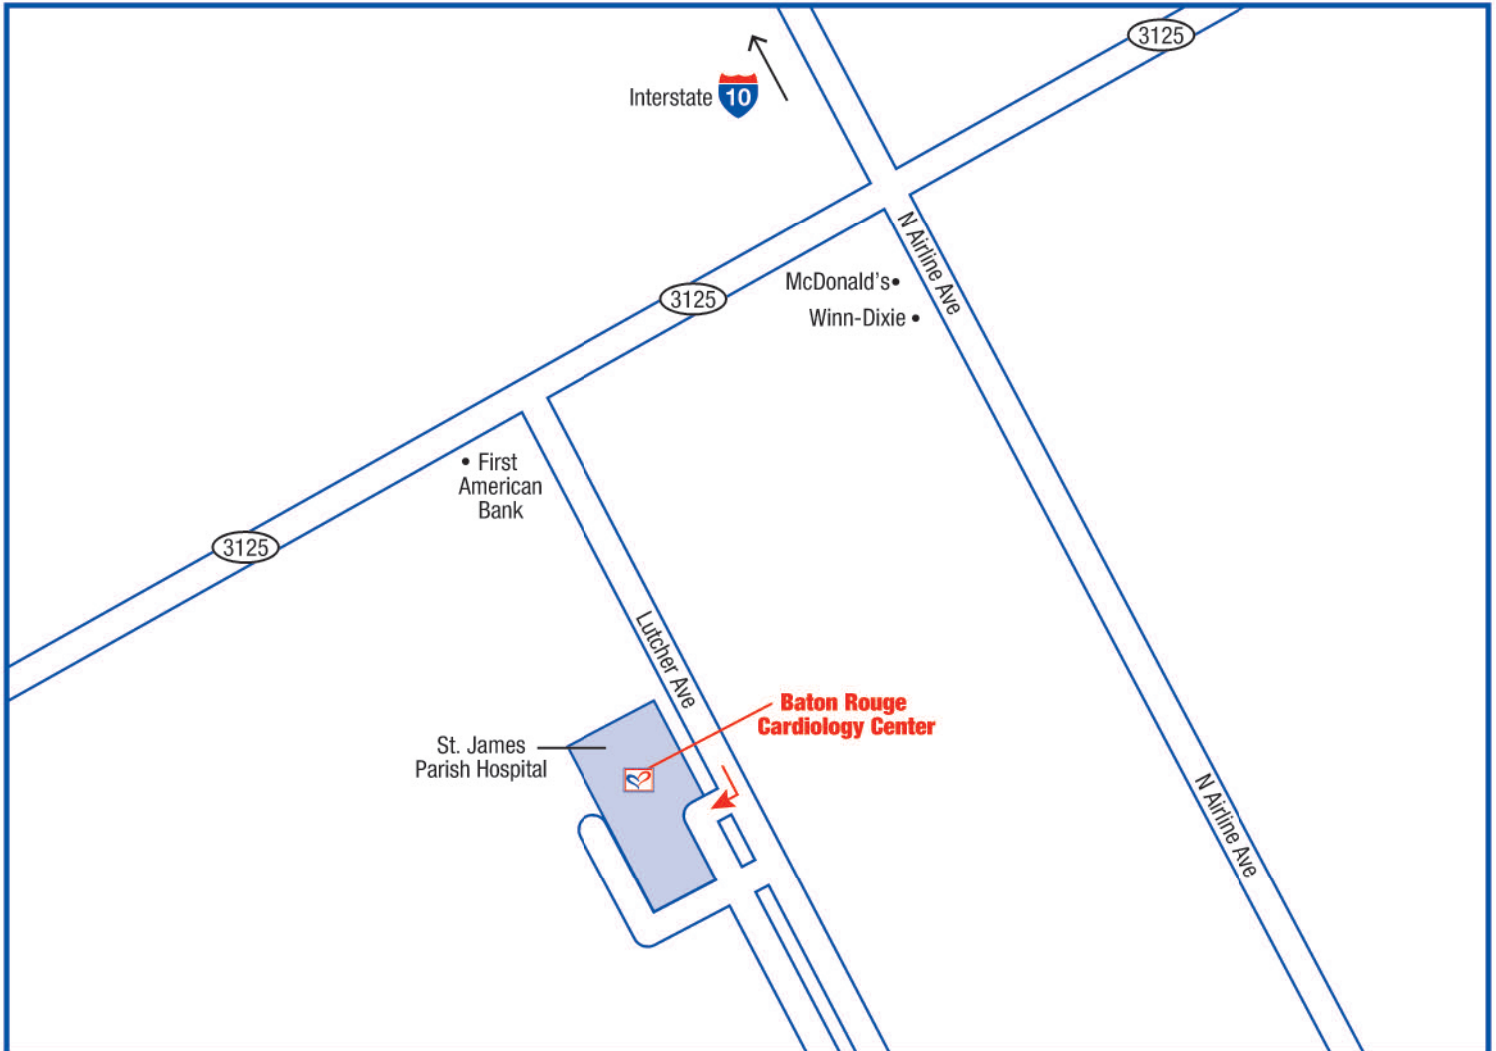 3125
Interstate 10
N Airline Ave
McDonald's
3125
Winn-Dixie
First
American
Bank
3125
Lutcher Ave
Baton Rouge
Cardiology Center
St. James
Parish Hospital
N Airline Ave